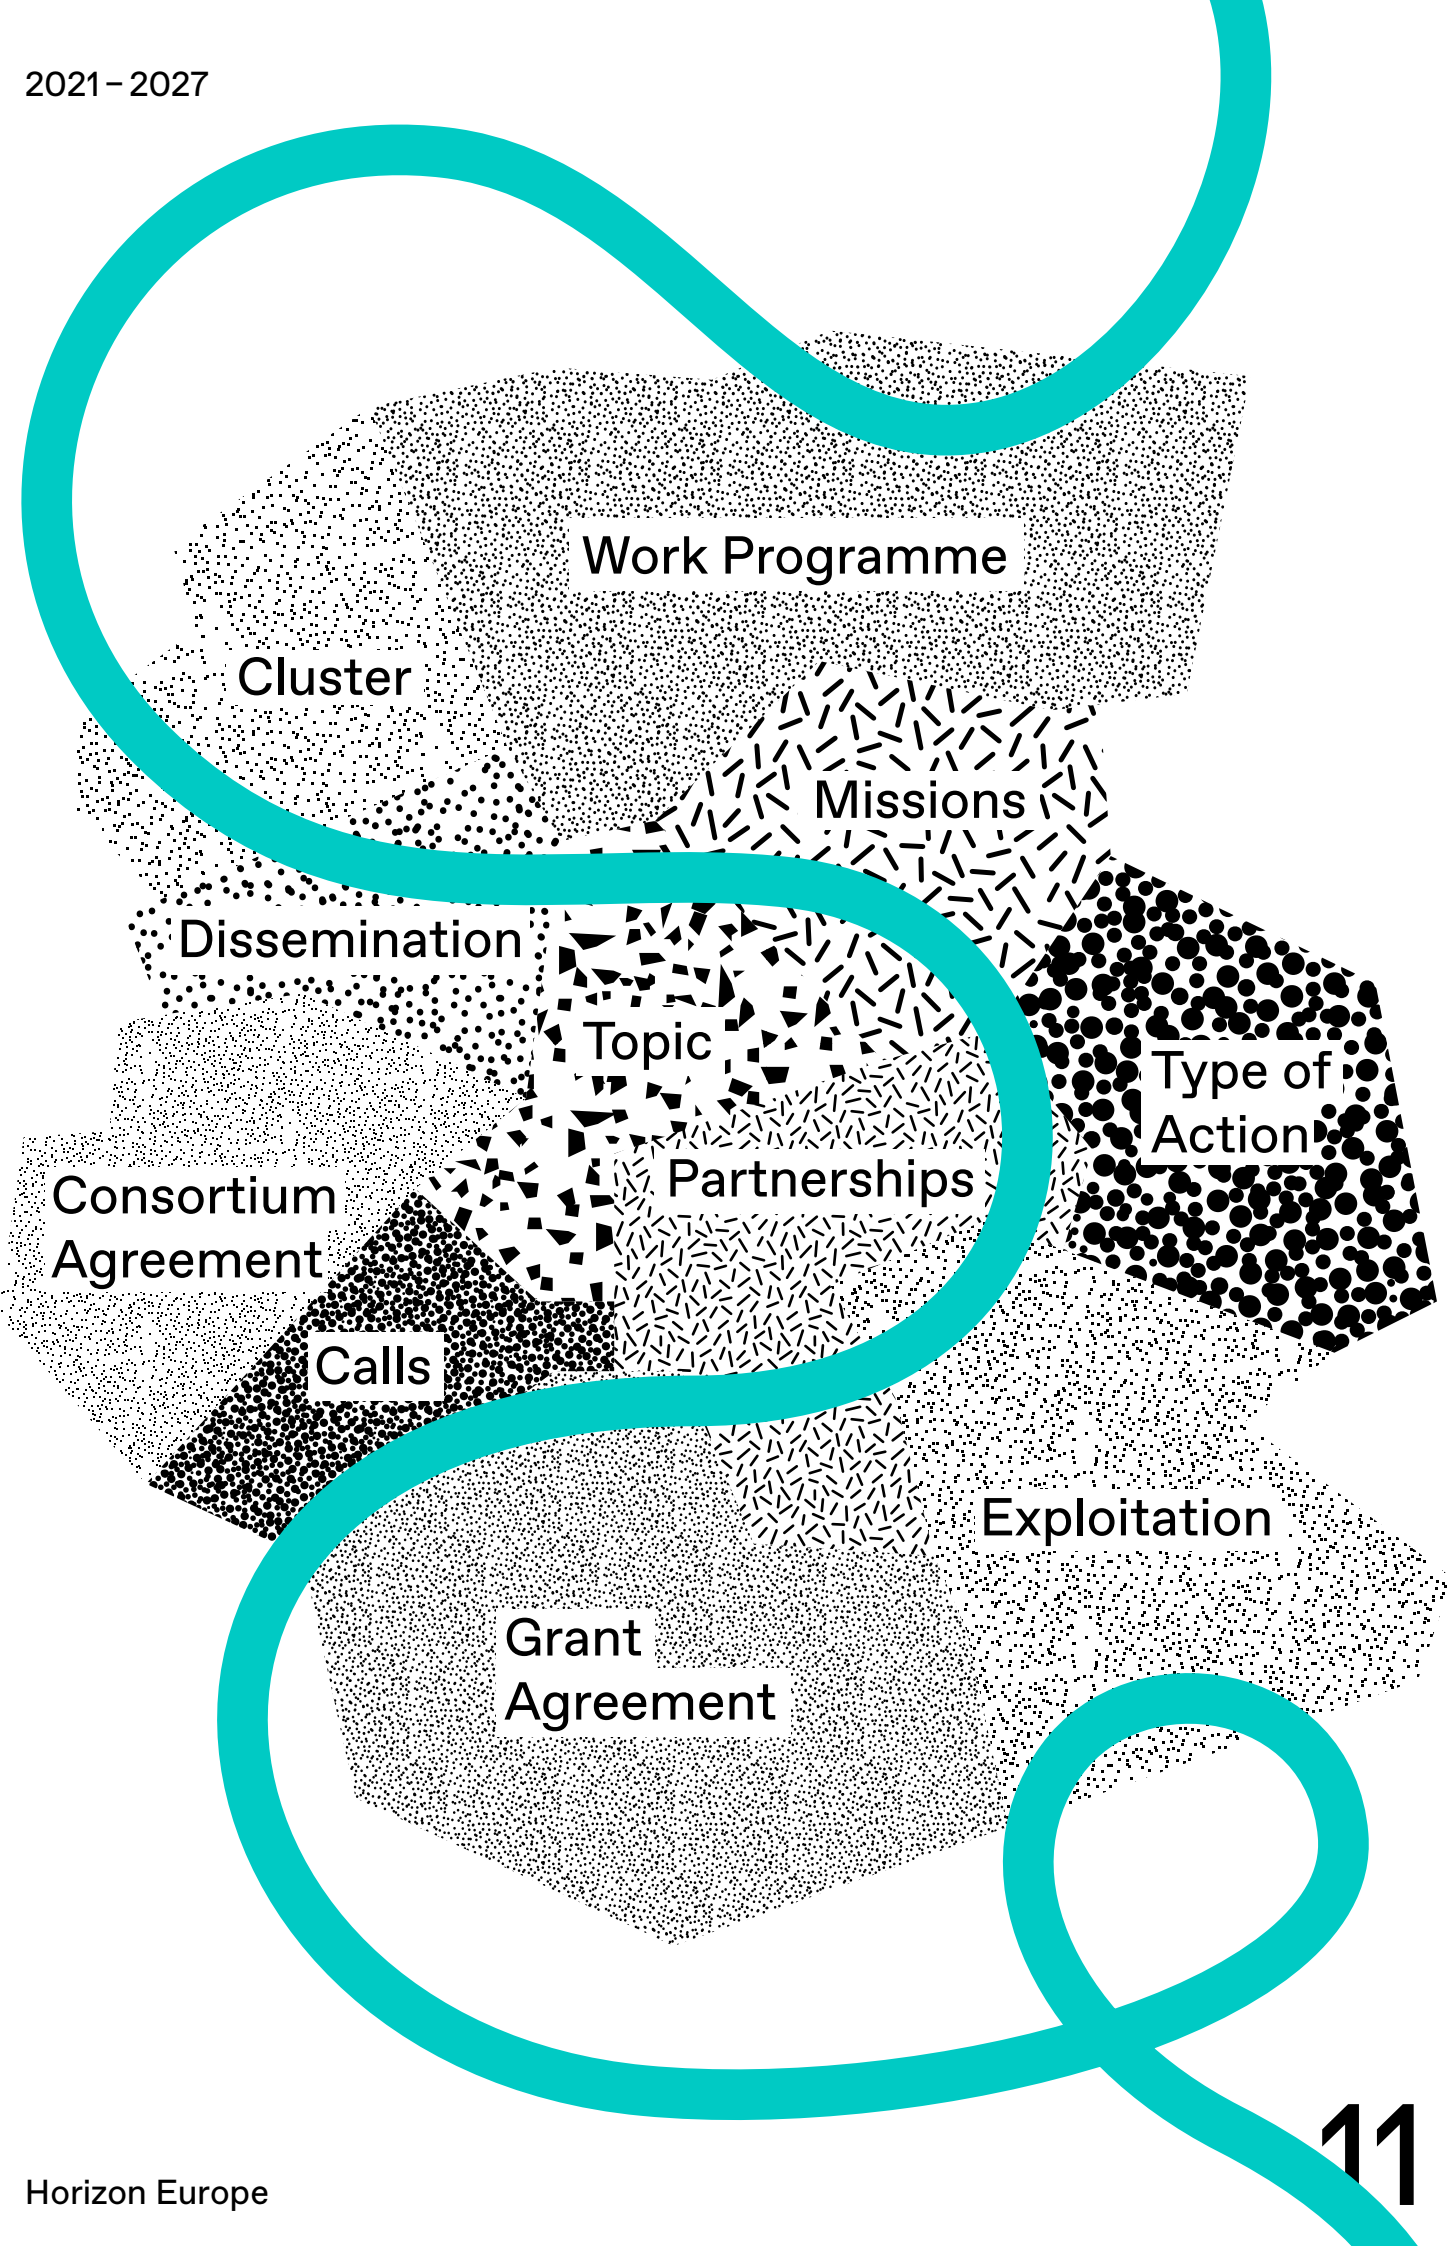 2021–2027
Work Programme
Cluster
Missions
Dissemination
Topic
Type of
Action
Partnerships
Consortium
Agreement
Calls
Exploitation
Grant
Agreement
11
Horizon Europe